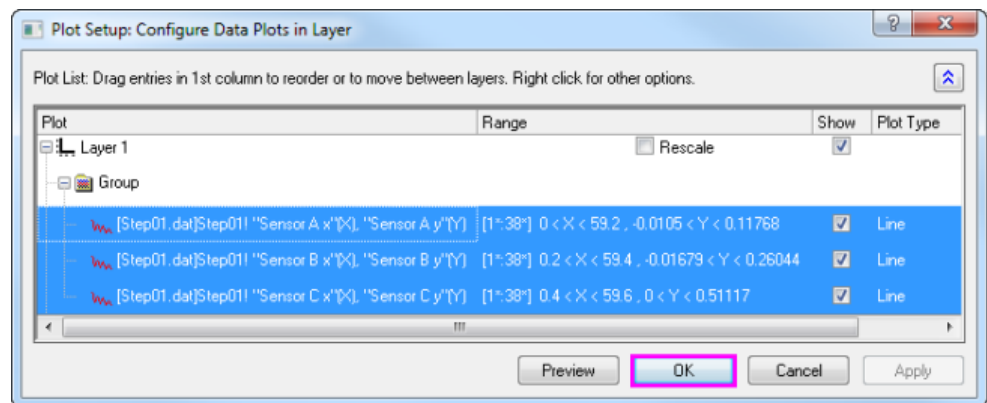 Plot Setup: Configure Data Plots in Layer
Plot List: Drag entries in 1st column to reorder or to move between layers. Right click for other options.
Plot Range Show Plot Type
Layer 1 Rescale
Group
[Step01.dat]Step01! "Sensor A x"(X), "Sensor A y"(Y) [1*:38*] 0 < X < 59.2 , -0.0105 < Y < 0.11768 Line
[Step01.dat]Step01! "Sensor B x"(X), "Sensor B y"(Y) [1*:38*] 0.2 < X < 59.4 , -0.01679 < Y < 0.26044 Line
[Step01.dat]Step01! "Sensor C x"(X), "Sensor C y"(Y) [1*:38*] 0.4 < X < 59.6 , 0 < Y < 0.51117 Line
Preview OK Cancel Apply